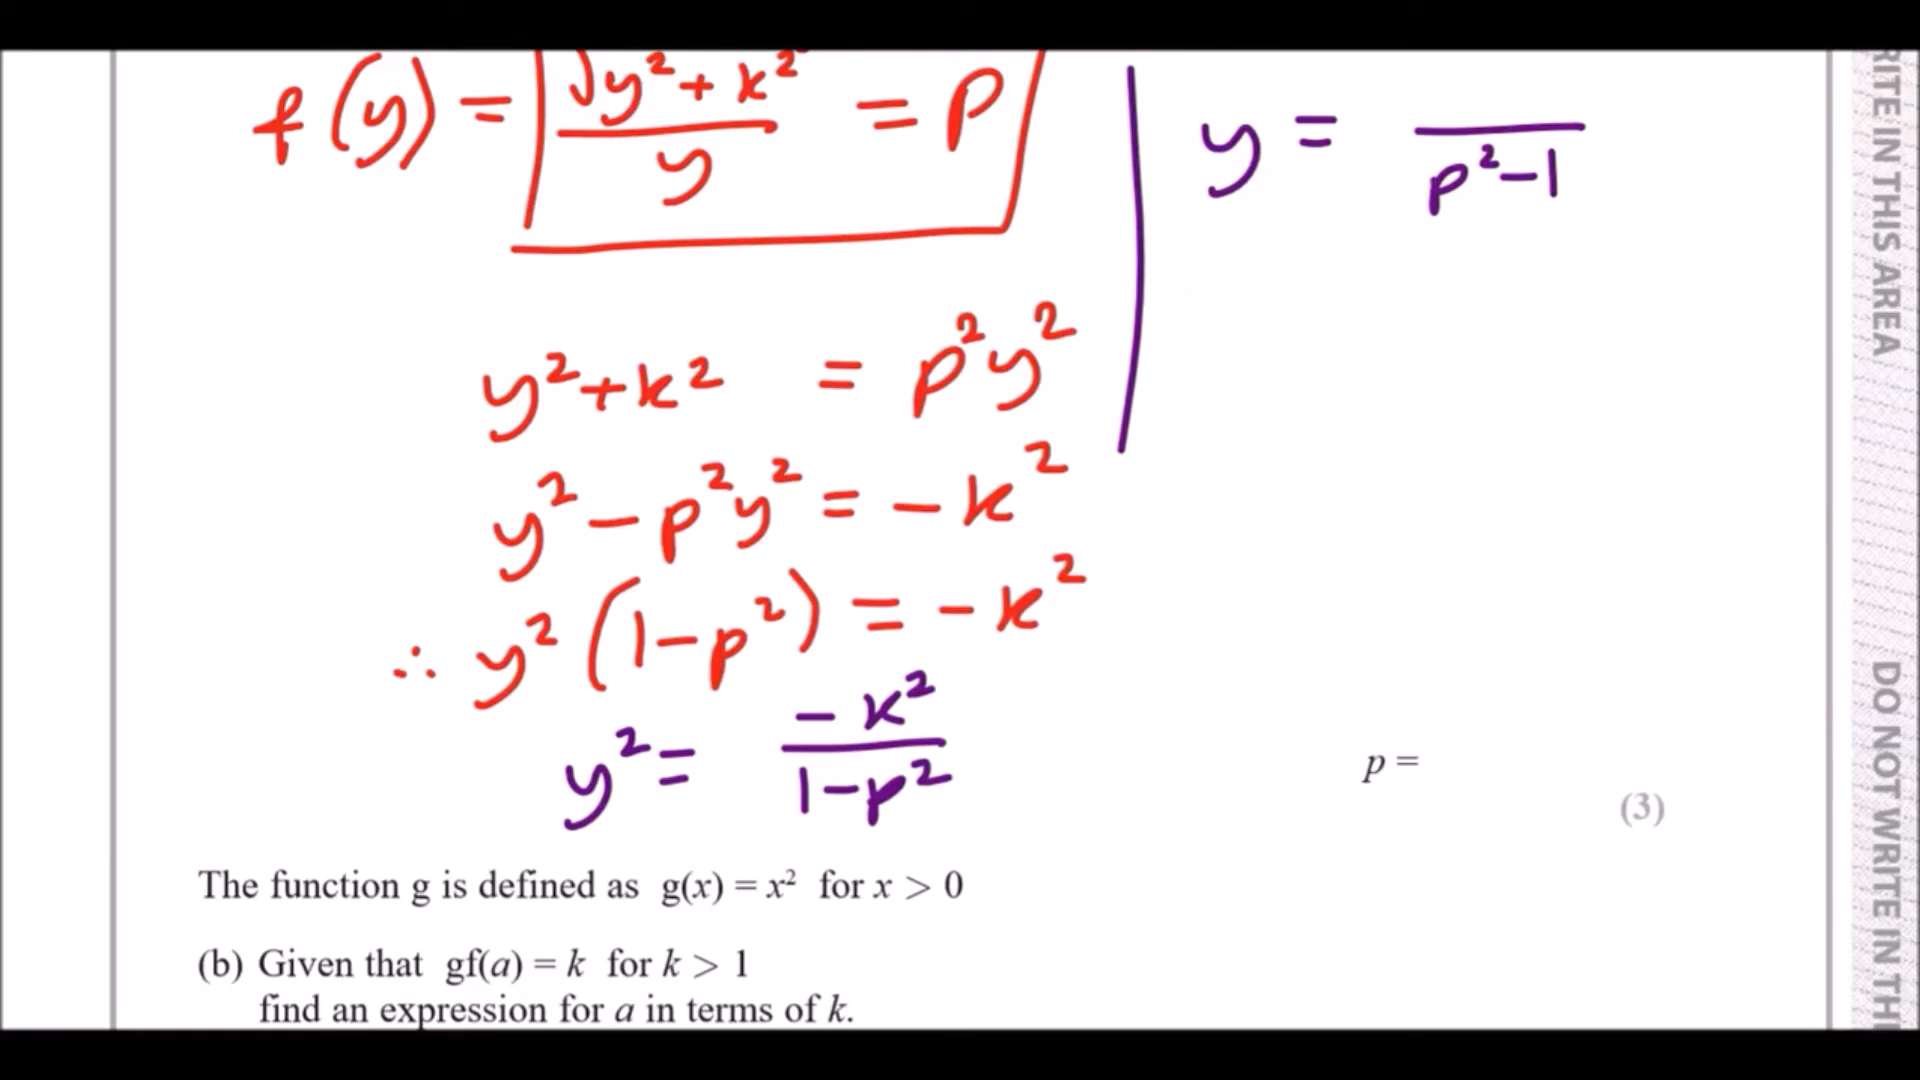 f(y) = √y² + k² / y = p
y² + k² = p²y²
y² − p²y² = −k²
∴ y² (1 − p²) = −k²
y² = −k² / 1 − p²
y = / p² − 1
p =
(3)
The function g is defined as g(x) = x² for x > 0
(b) Given that gf(a) = k for k > 1
find an expression for a in terms of k.
RITE IN THIS AREA
DO NOT WRITE IN THI